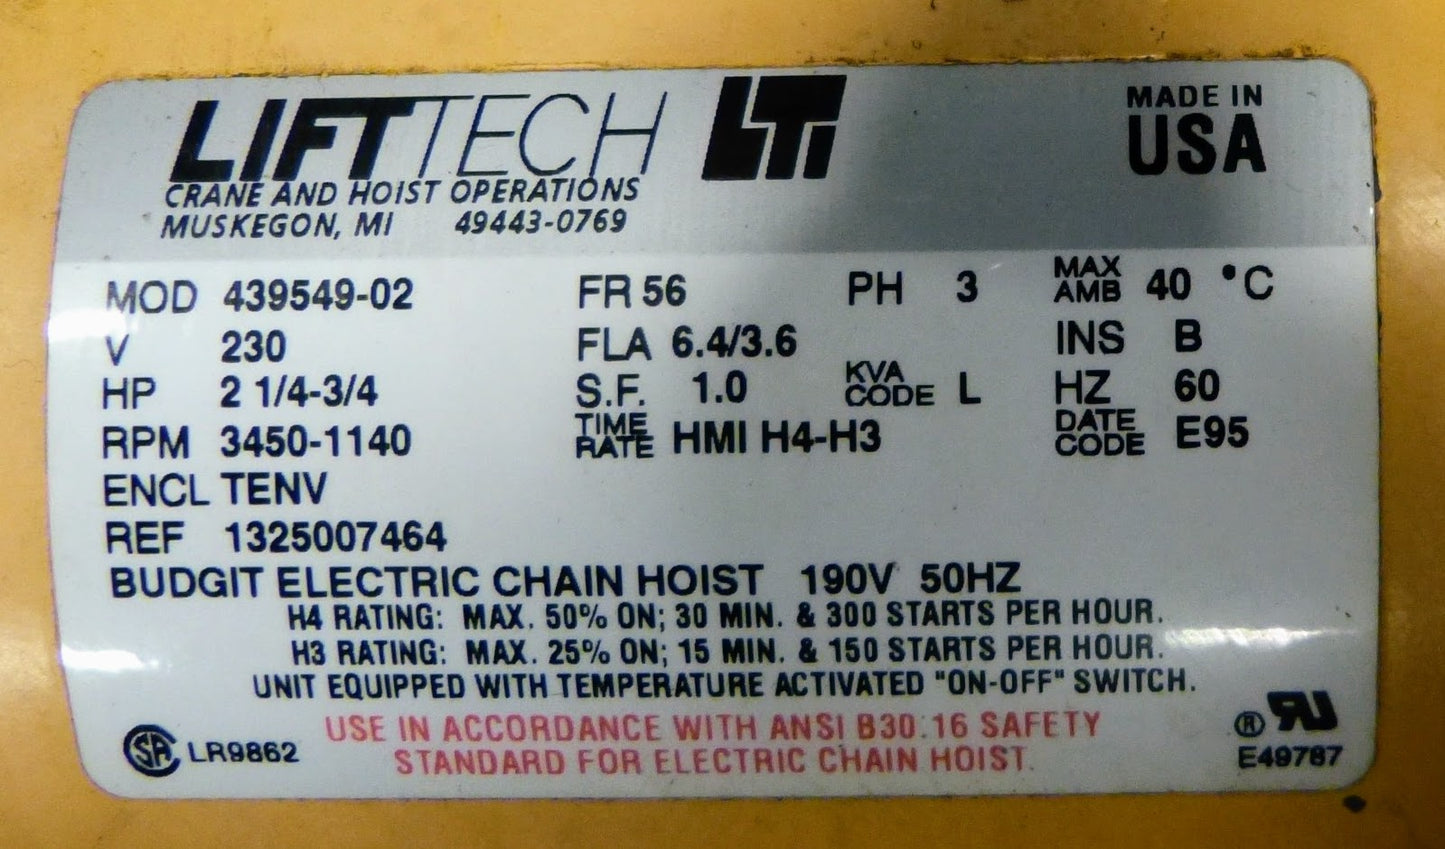 LIFTTECH LTI MADE IN USA
CRANE AND HOIST OPERATIONS
MUSKEGON, MI 49443-0769
MOD 439549-02 FR 56 PH 3 MAX AMB 40 °C
V 230 FLA 6.4/3.6 INS B
HP 2 1/4-3/4 S.F. 1.0 KVA CODE L HZ 60
RPM 3450-1140 TIME RATE HMI H4-H3 DATE CODE E95
ENCL TENV
REF 1325007464
BUDGIT ELECTRIC CHAIN HOIST 190V 50HZ
H4 RATING: MAX. 50% ON; 30 MIN. & 300 STARTS PER HOUR.
H3 RATING: MAX. 25% ON; 15 MIN. & 150 STARTS PER HOUR.
UNIT EQUIPPED WITH TEMPERATURE ACTIVATED "ON-OFF" SWITCH.
USE IN ACCORDANCE WITH ANSI B30.16 SAFETY
STANDARD FOR ELECTRIC CHAIN HOIST.
SA LR9862
® RU
E49787